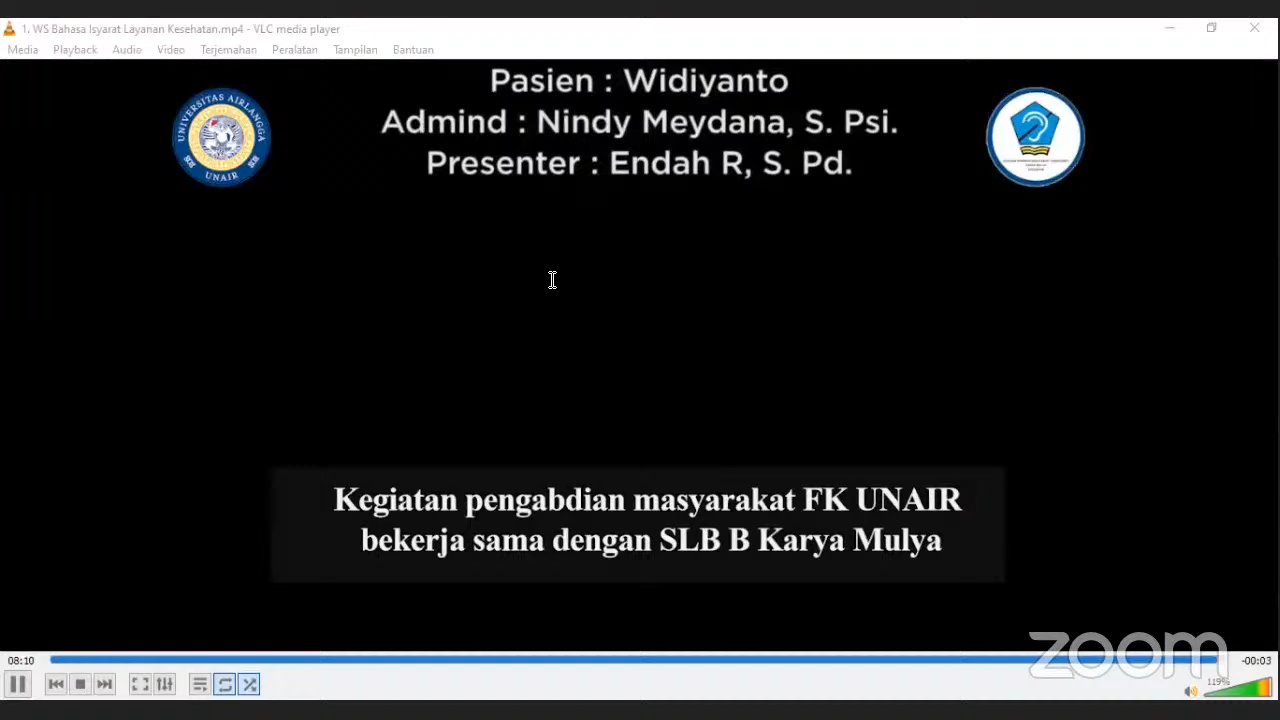 1. WS Bahasa Isyarat Layanan Kesehatan.mp4 - VLC media player
Media Playback Audio Video Terjemahan Peralatan Tampilan Bantuan
Pasien : Widiyanto
Admind : Nindy Meydana, S. Psi.
Presenter : Endah R, S. Pd.
UNIVERSITAS AIRLANGGA
UNAIR
Kegiatan pengabdian masyarakat FK UNAIR
bekerja sama dengan SLB B Karya Mulya
zoom
08:10
-00:03
119%